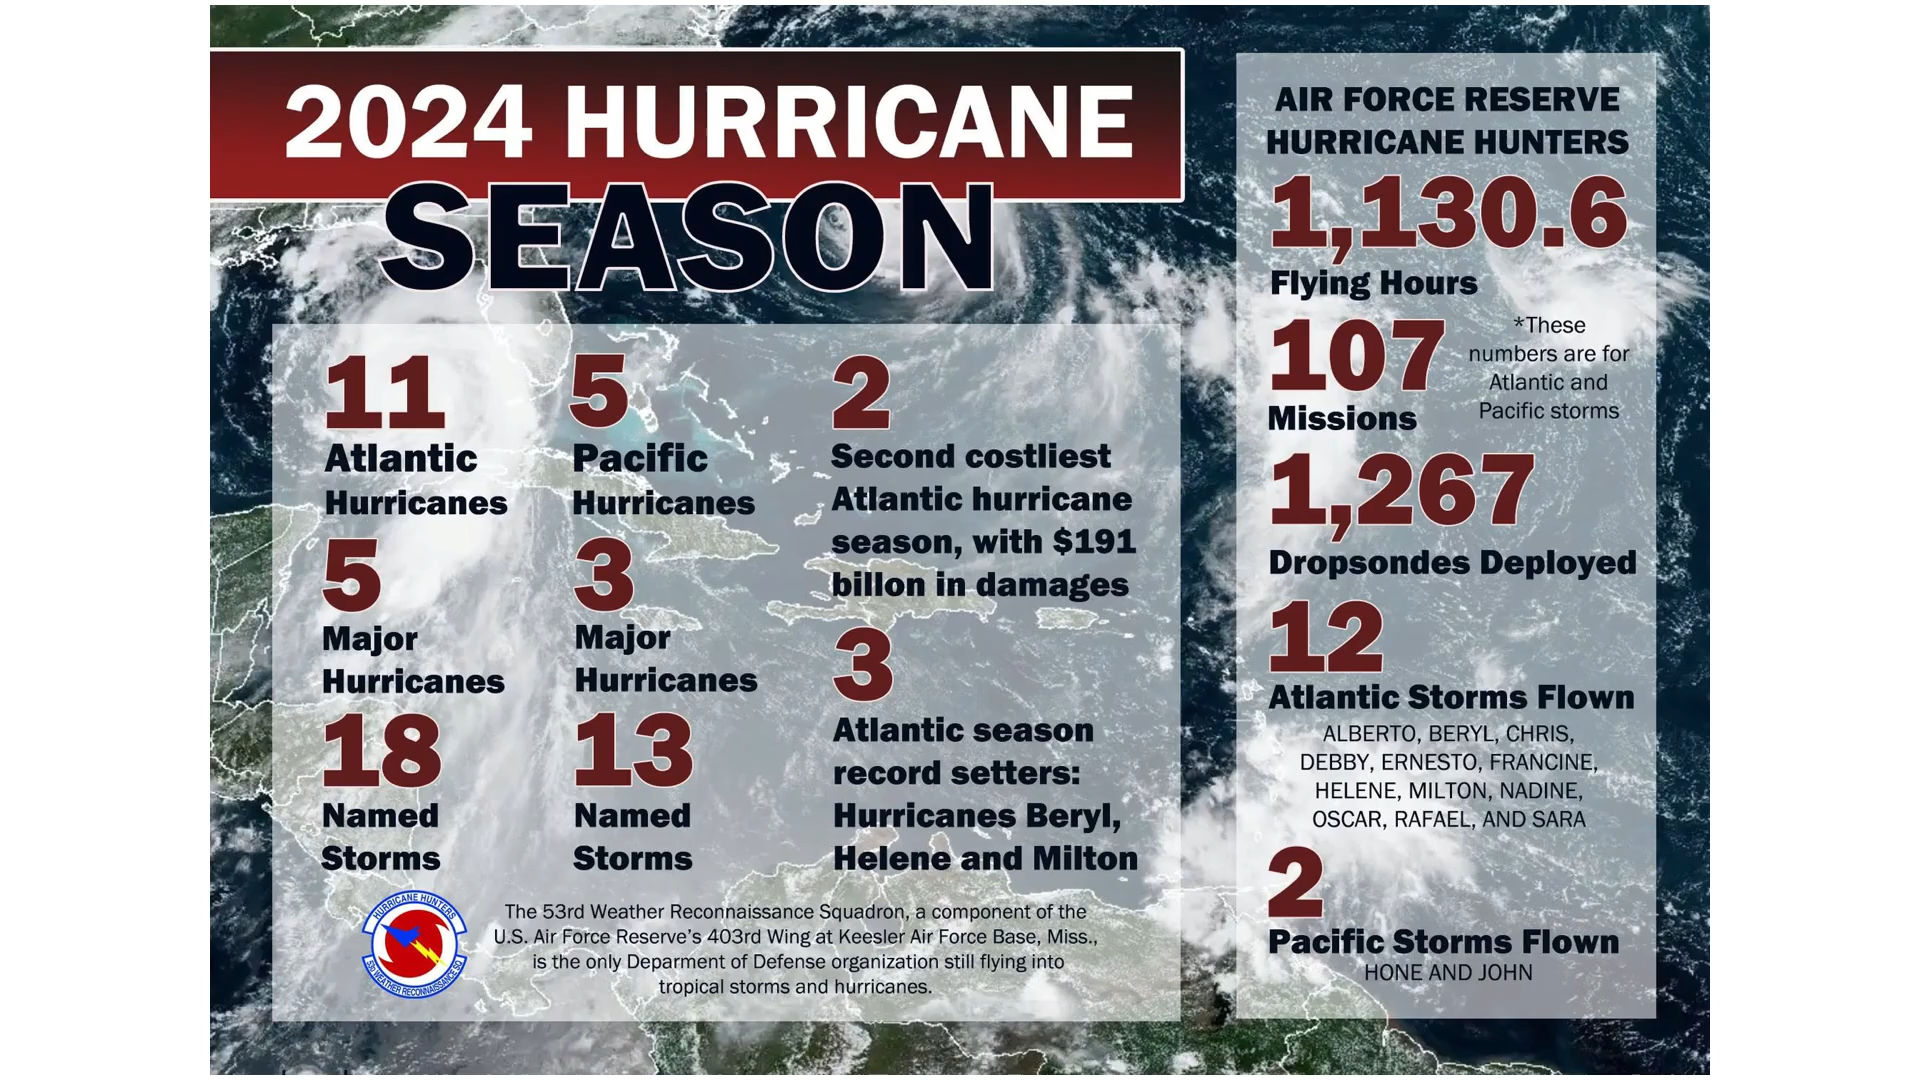 2024 HURRICANE
SEASON
11
Atlantic
Hurricanes
5
Major
Hurricanes
18
Named
Storms
5
Pacific
Hurricanes
3
Major
Hurricanes
13
Named
Storms
2
Second costliest
Atlantic hurricane
season, with $191
billon in damages
3
Atlantic season
record setters:
Hurricanes Beryl,
Helene and Milton
HURRICANE HUNTERS
53D WEATHER RECONNAISSANCE SQ
The 53rd Weather Reconnaissance Squadron, a component of the
U.S. Air Force Reserve's 403rd Wing at Keesler Air Force Base, Miss.,
is the only Deparment of Defense organization still flying into
tropical storms and hurricanes.
AIR FORCE RESERVE
HURRICANE HUNTERS
1,130.6
Flying Hours
107
Missions
*These
numbers are for
Atlantic and
Pacific storms
1,267
Dropsondes Deployed
12
Atlantic Storms Flown
ALBERTO, BERYL, CHRIS,
DEBBY, ERNESTO, FRANCINE,
HELENE, MILTON, NADINE,
OSCAR, RAFAEL, AND SARA
2
Pacific Storms Flown
HONE AND JOHN